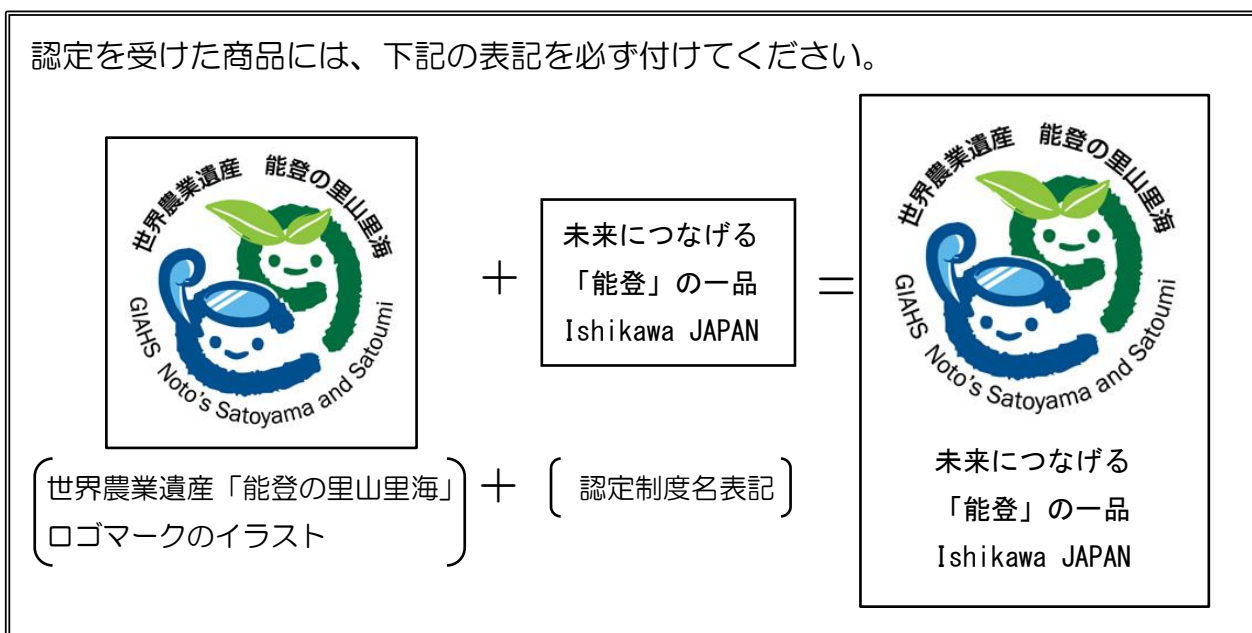 認定を受けた商品には、下記の表記を必ず付けてください。
世界農業遺産 能登の里山里海
GIAHS Noto's Satoyama and Satoumi
+
未来につなげる
「能登」の一品
Ishikawa JAPAN
=
世界農業遺産 能登の里山里海
GIAHS Noto's Satoyama and Satoumi
未来につなげる
「能登」の一品
Ishikawa JAPAN
世界農業遺産「能登の里山里海」
ロゴマークのイラスト
+
認定制度名表記